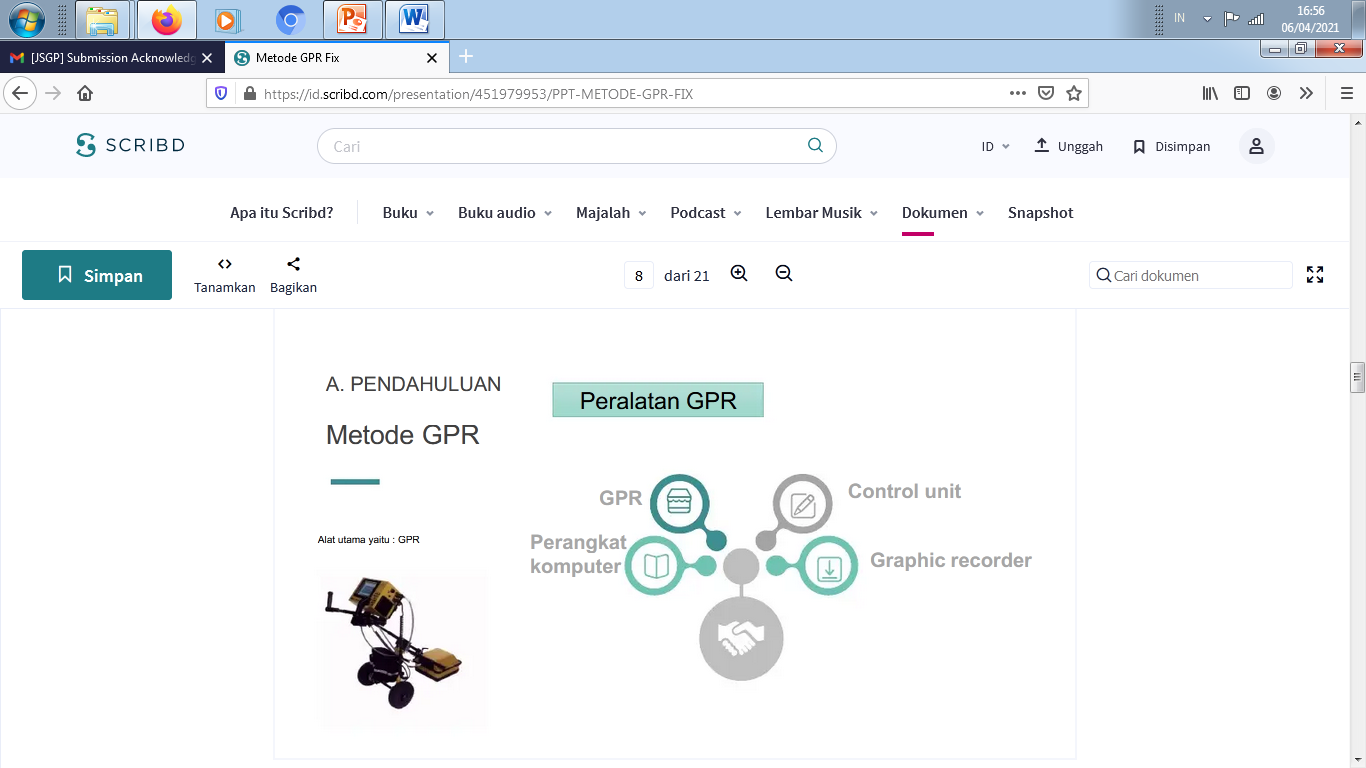 IN
16:56
06/04/2021
[JSGP] Submission Acknowledg
Metode GPR Fix
https://id.scribd.com/presentation/451979953/PPT-METODE-GPR-FIX
SCRIBD
Cari
ID
Unggah
Disimpan
Apa itu Scribd?
Buku
Buku audio
Majalah
Podcast
Lembar Musik
Dokumen
Snapshot
Simpan
Tanamkan
Bagikan
8 dari 21
Cari dokumen
A. PENDAHULUAN
Metode GPR
Alat utama yaitu : GPR
Peralatan GPR
GPR
Control unit
Perangkat
komputer
Graphic recorder